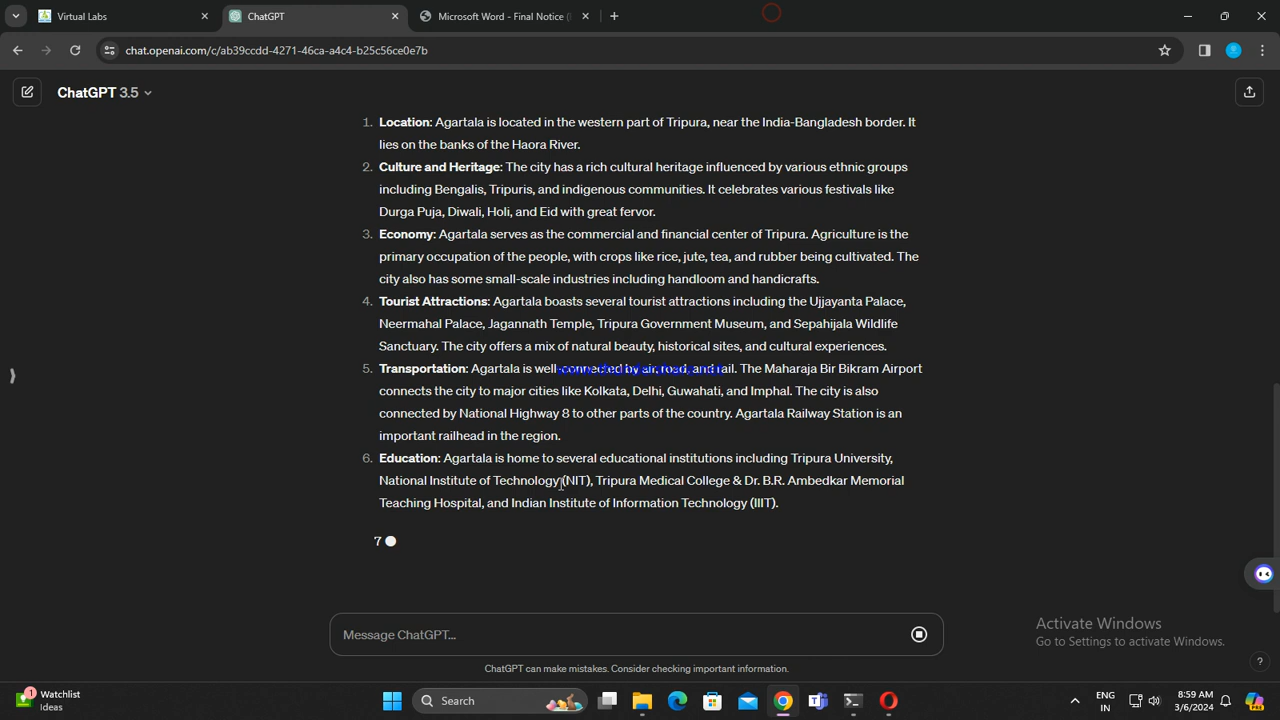 Virtual Labs
ChatGPT
Microsoft Word - Final Notice (
chat.openai.com/c/ab39ccdd-4271-46ca-a4c4-b25c56ce0e7b
ChatGPT 3.5
1. Location: Agartala is located in the western part of Tripura, near the India-Bangladesh border. It
lies on the banks of the Haora River.
2. Culture and Heritage: The city has a rich cultural heritage influenced by various ethnic groups
including Bengalis, Tripuris, and indigenous communities. It celebrates various festivals like
Durga Puja, Diwali, Holi, and Eid with great fervor.
3. Economy: Agartala serves as the commercial and financial center of Tripura. Agriculture is the
primary occupation of the people, with crops like rice, jute, tea, and rubber being cultivated. The
city also has some small-scale industries including handloom and handicrafts.
4. Tourist Attractions: Agartala boasts several tourist attractions including the Ujjayanta Palace,
Neermahal Palace, Jagannath Temple, Tripura Government Museum, and Sepahijala Wildlife
Sanctuary. The city offers a mix of natural beauty, historical sites, and cultural experiences.
5. Transportation: Agartala is well-connected by air, road, and rail. The Maharaja Bir Bikram Airport
connects the city to major cities like Kolkata, Delhi, Guwahati, and Imphal. The city is also
connected by National Highway 8 to other parts of the country. Agartala Railway Station is an
important railhead in the region.
6. Education: Agartala is home to several educational institutions including Tripura University,
National Institute of Technology (NIT), Tripura Medical College & Dr. B.R. Ambedkar Memorial
Teaching Hospital, and Indian Institute of Information Technology (IIIT).
7
Message ChatGPT...
ChatGPT can make mistakes. Consider checking important information.
?
Activate Windows
Go to Settings to activate Windows.
1
Watchlist
Ideas
Search
ENG
IN
8:59 AM
3/6/2024